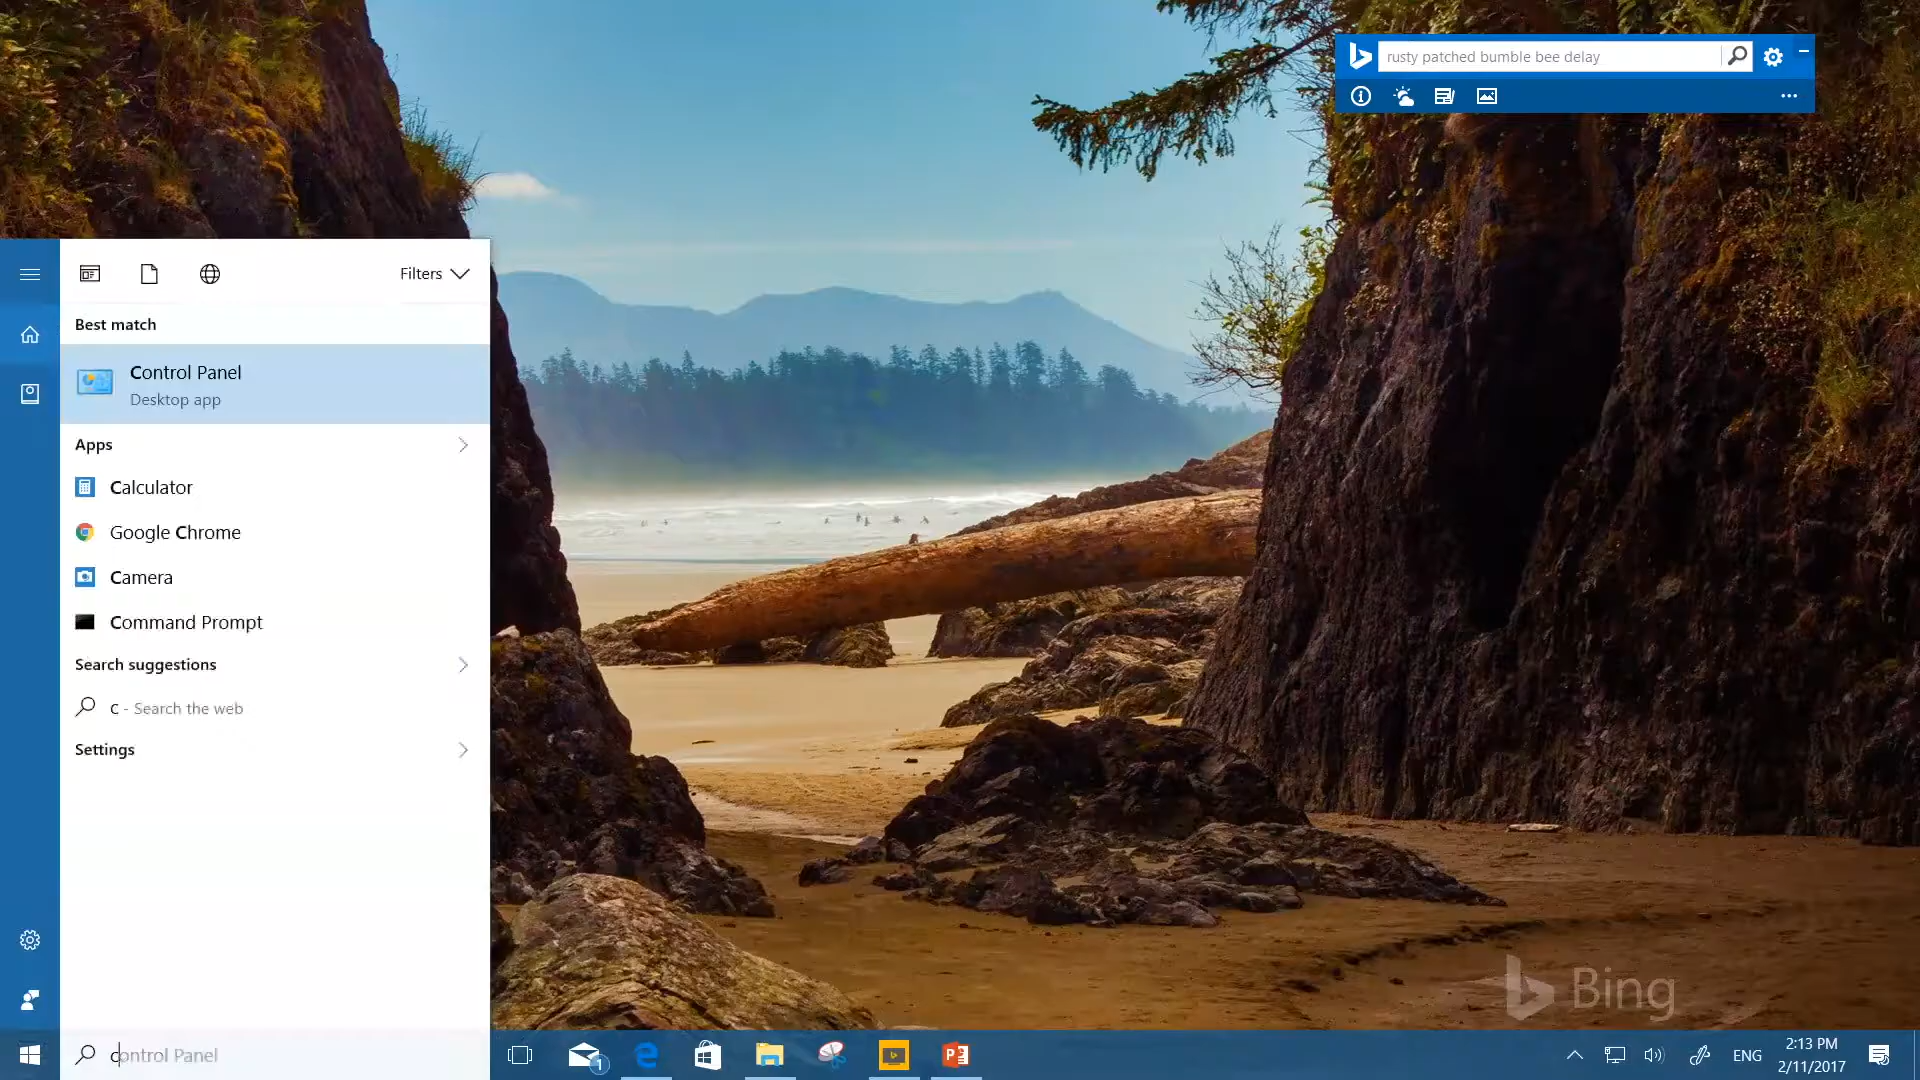 rusty patched bumble bee delay
Filters
Best match
Control Panel
Desktop app
Apps
Calculator
Google Chrome
Camera
Command Prompt
Search suggestions
c - Search the web
Settings
Bing
control Panel
1
ENG
2:13 PM
2/11/2017